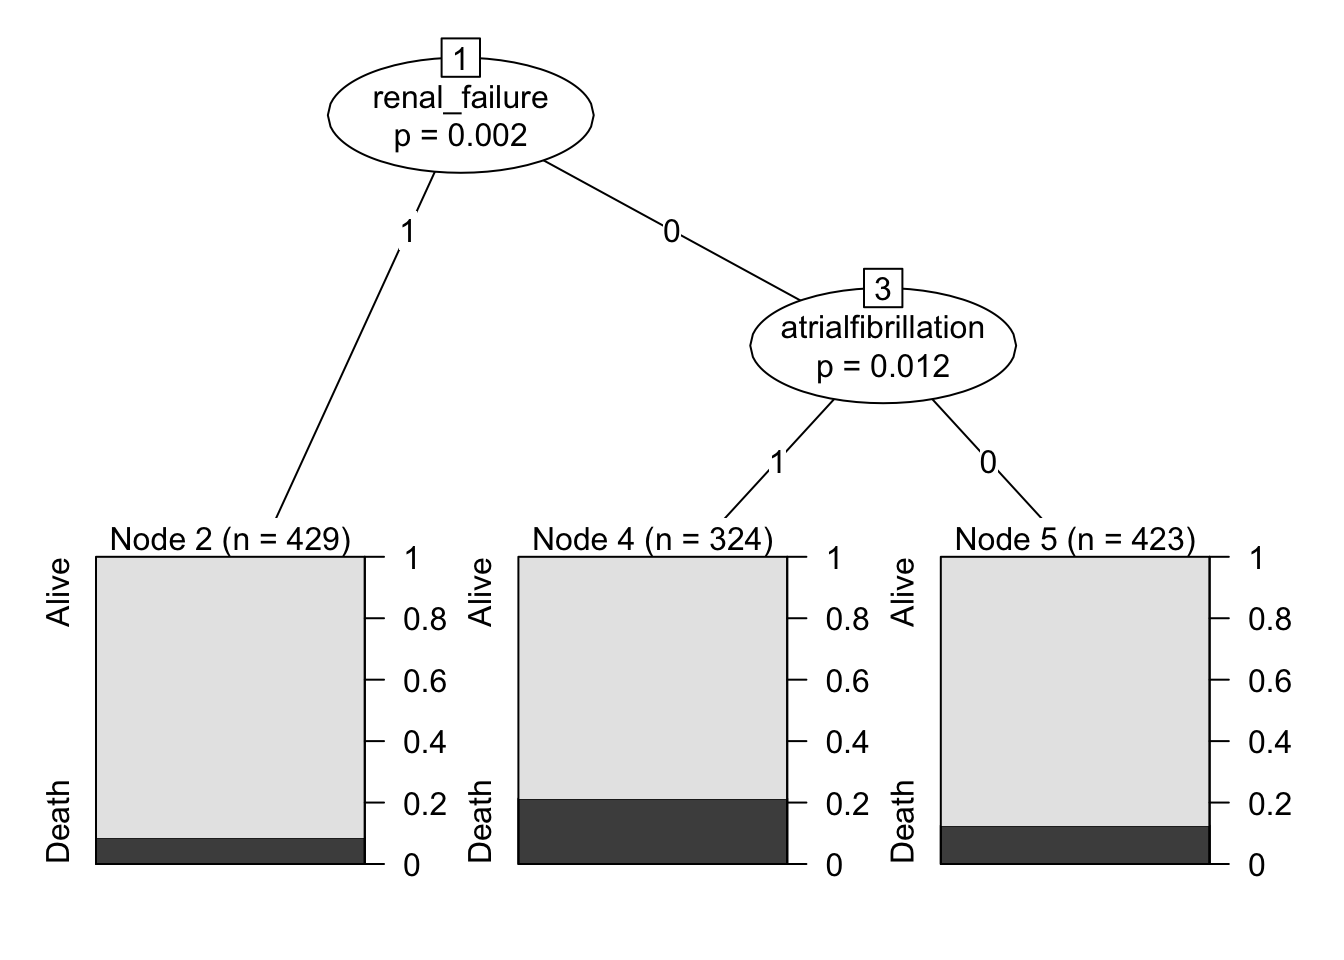 1
renal_failure
p = 0.002
1
0
3
atrialfibrillation
p = 0.012
1
0
Node 2 (n = 429)
Alive
Death
1
0.8
0.6
0.4
0.2
0
Node 4 (n = 324)
Alive
Death
1
0.8
0.6
0.4
0.2
0
Node 5 (n = 423)
Alive
Death
1
0.8
0.6
0.4
0.2
0